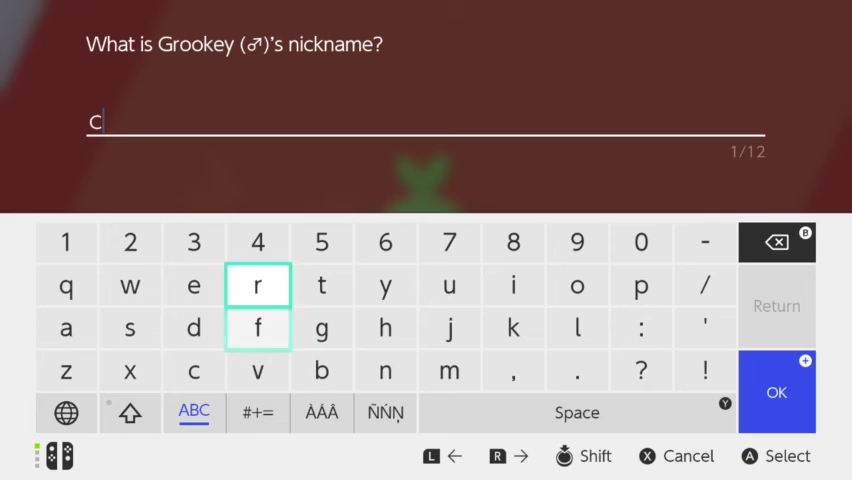 What is Grookey (♂)'s nickname?
C
1/12
1 2 3 4 5 6 7 8 9 0 -
q w e r t y u i o p /
Return
a s d f g h j k l : '
z x c v b n m , . ? !
OK
ABC #+= ÀÁÂ ÑŃŅ Space Y
L ← R → Shift X Cancel A Select